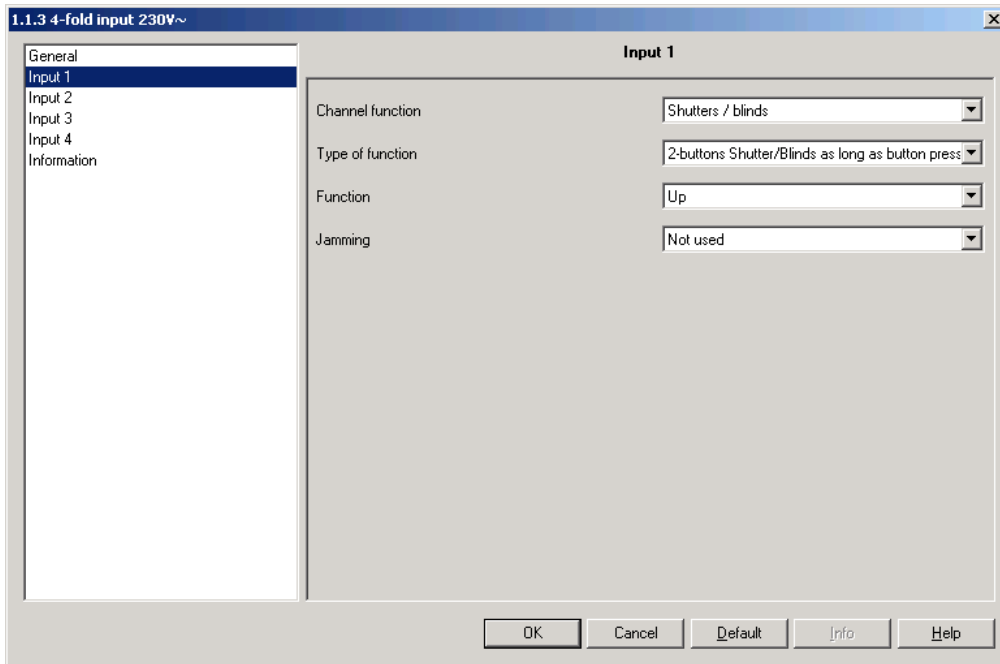 1.1.3 4-fold input 230V~
General
Input 1
Input 2
Input 3
Input 4
Information
Input 1
Channel function Shutters / blinds
Type of function 2-buttons Shutter/Blinds as long as button press
Function Up
Jamming Not used
OK Cancel Default Info Help